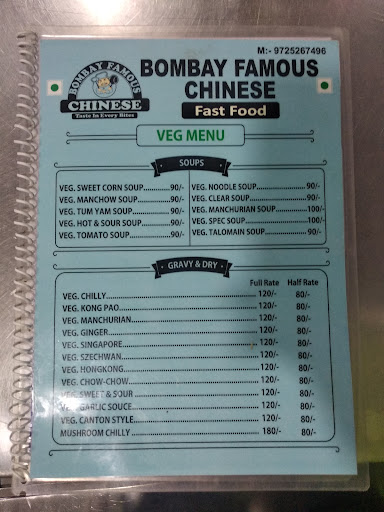 M:- 9725267496
BOMBAY FAMOUS
CHINESE
Taste In Every Bites
BOMBAY FAMOUS
CHINESE
Fast Food
VEG MENU
SOUPS
VEG. SWEET CORN SOUP 90/-
VEG. MANCHOW SOUP 90/-
VEG. TUM YAM SOUP 90/-
VEG. HOT & SOUR SOUP 90/-
VEG. TOMATO SOUP 90/-
VEG. NOODLE SOUP 90/-
VEG. CLEAR SOUP 90/-
VEG. MANCHURIAN SOUP 100/-
VEG. SPEC SOUP 100/-
VEG. TALOMAIN SOUP 90/-
GRAVY & DRY
Full Rate Half Rate
VEG. CHILLY 120/- 80/-
VEG. KONG PAO 120/- 80/-
VEG. MANCHURIAN 120/- 80/-
VEG. GINGER 120/- 80/-
VEG. SINGAPORE 120/- 80/-
VEG. SZECHWAN 120/- 80/-
VEG. HONGKONG 120/- 80/-
VEG. CHOW-CHOW 120/- 80/-
VEG. SWEET & SOUR 120/- 80/-
VEG. GARLIC SOUCE 120/- 80/-
VEG. CANTON STYLE 120/- 80/-
MUSHROOM CHILLY 180/- 80/-